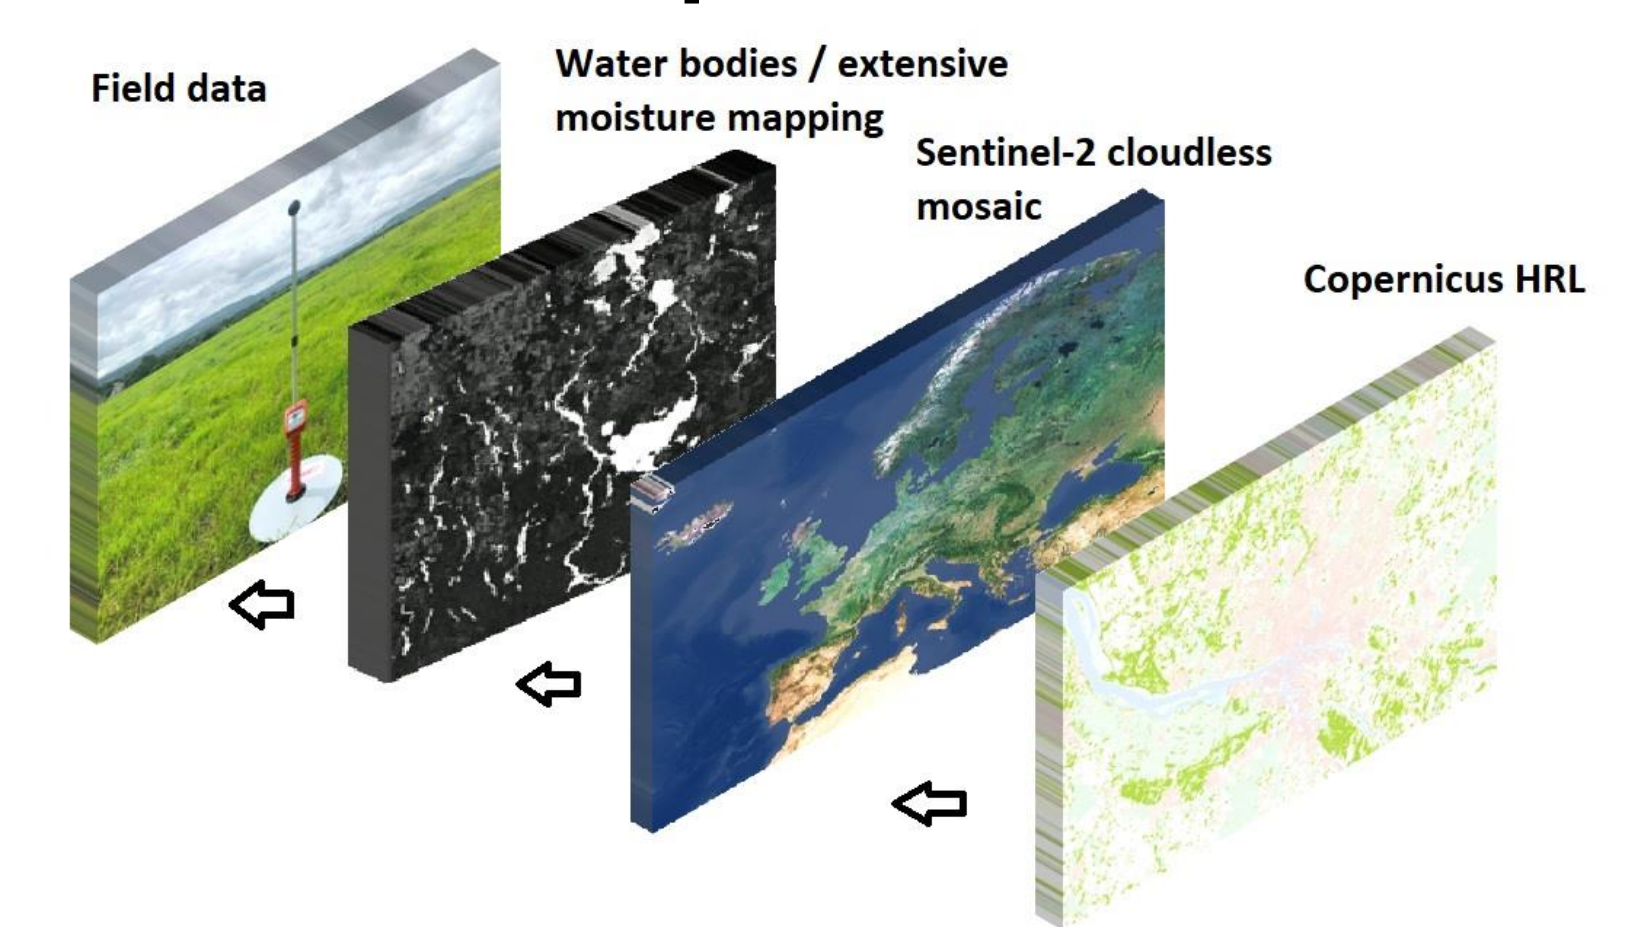 Field data
Water bodies / extensive
moisture mapping
Sentinel-2 cloudless
mosaic
Copernicus HRL